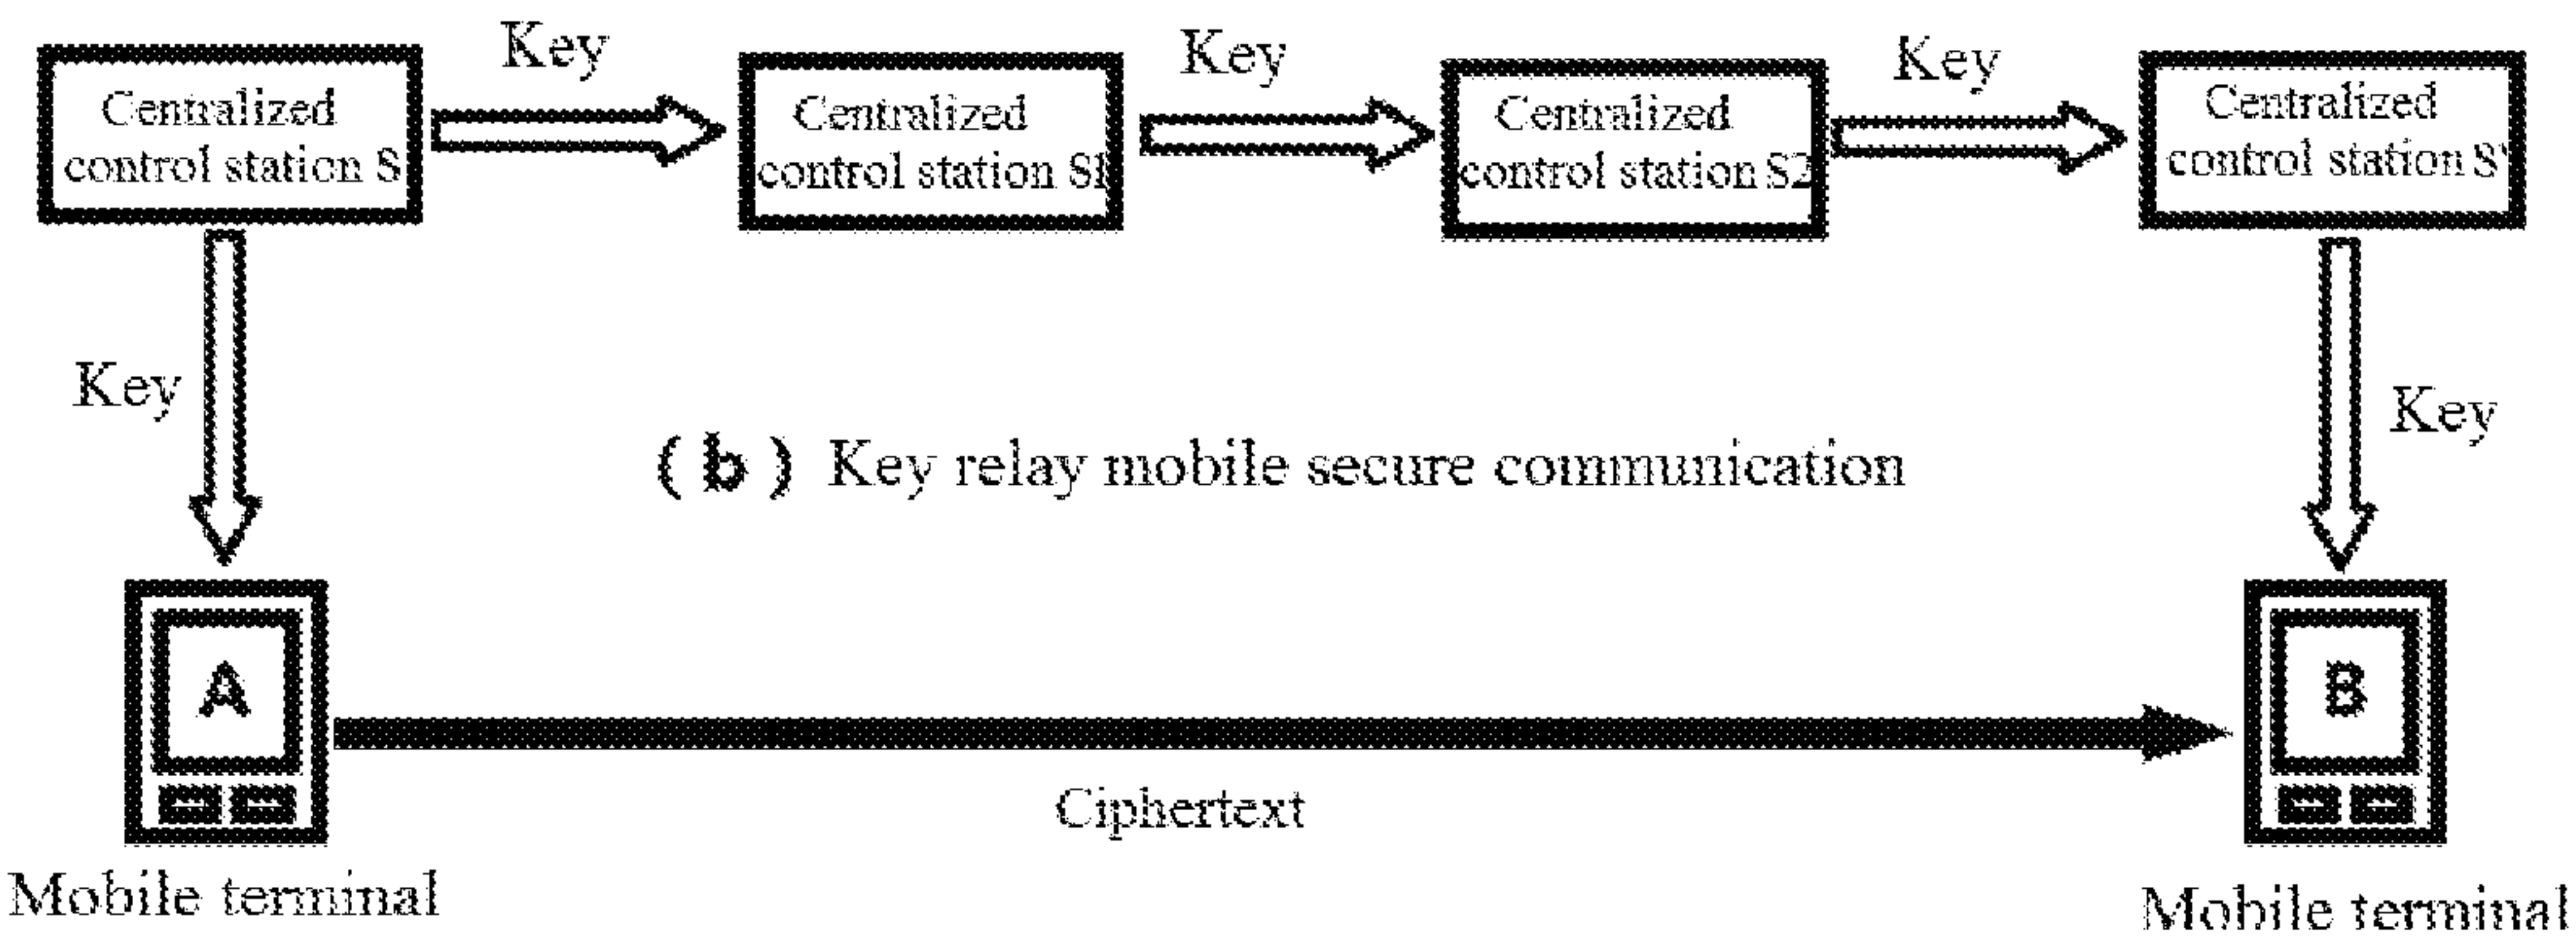 Key
Key
Key
Centralized
control station S
Centralized
control station S1
Centralized
control station S2
Centralized
control station S'
Key
Key
( b ) Key relay mobile secure communication
A
B
Ciphertext
Mobile terminal
Mobile terminal